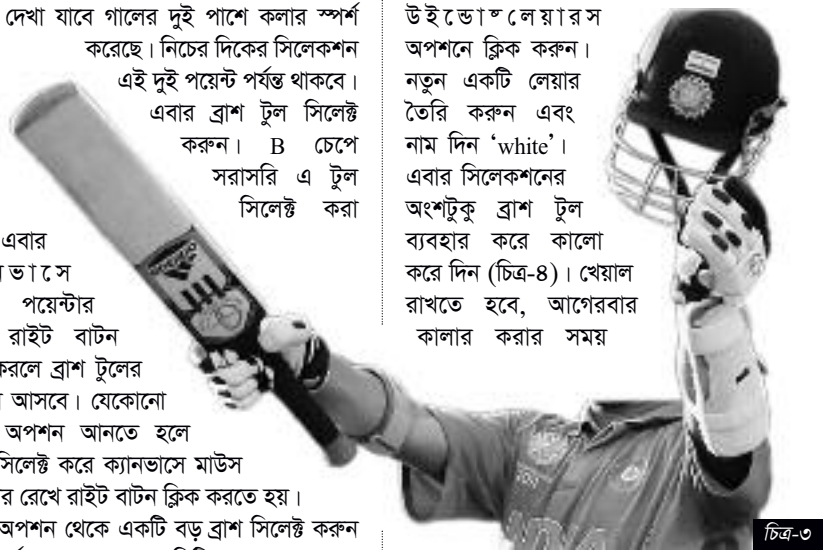 দেখা যাবে গালের দুই পাশে কলার স্পর্শ
করেছে। নিচের দিকের সিলেকশন
এই দুই পয়েন্ট পর্যন্ত থাকবে।
এবার ব্রাশ টুল সিলেক্ট
করুন। B চেপে
সরাসরি এ টুল
সিলেক্ট করা
এবার
ভাসে
পয়েন্টার
রাইট বাটন
করলে ব্রাশ টুলের
আসবে। যেকোনো
অপশন আনতে হলে
সিলেক্ট করে ক্যানভাসে মাউস
র রেখে রাইট বাটন ক্লিক করতে হয়।
অপশন থেকে একটি বড় ব্রাশ সিলেক্ট করুন
উইন্ডো°লেয়ারস
অপশনে ক্লিক করুন।
নতুন একটি লেয়ার
তৈরি করুন এবং
নাম দিন ‘white’।
এবার সিলেকশনের
অংশটুকু ব্রাশ টুল
ব্যবহার করে কালো
করে দিন (চিত্র-৪)। খেয়াল
রাখতে হবে, আগেরবার
কালার করার সময়
চিত্র-৩